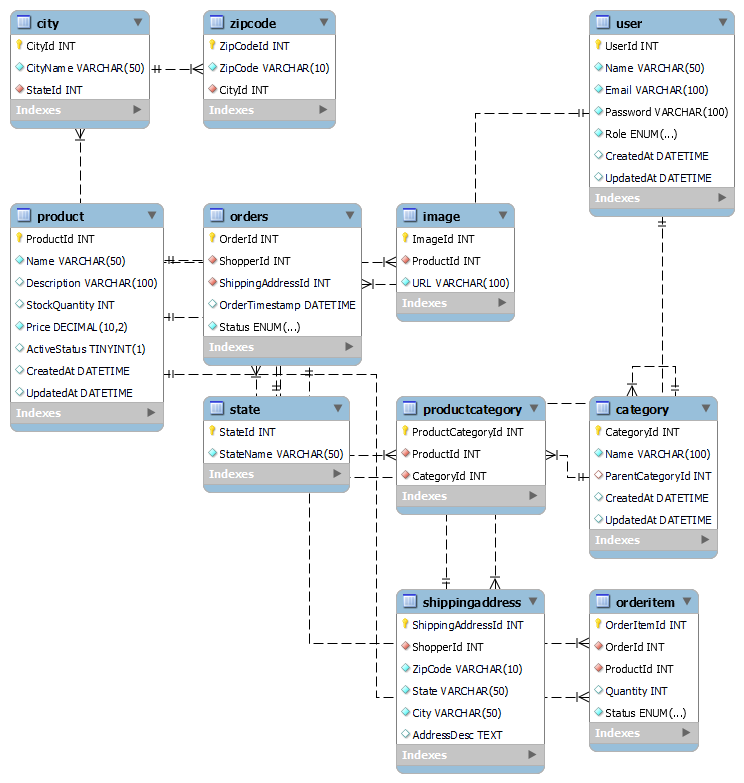 city
CityId INT
CityName VARCHAR(50)
StateId INT
Indexes
zipcode
ZipCodeId INT
ZipCode VARCHAR(10)
CityId INT
Indexes
user
UserId INT
Name VARCHAR(50)
Email VARCHAR(100)
Password VARCHAR(100)
Role ENUM(...)
CreatedAt DATETIME
UpdatedAt DATETIME
Indexes
product
ProductId INT
Name VARCHAR(50)
Description VARCHAR(100)
StockQuantity INT
Price DECIMAL(10,2)
ActiveStatus TINYINT(1)
CreatedAt DATETIME
UpdatedAt DATETIME
Indexes
orders
OrderId INT
ShopperId INT
ShippingAddressId INT
OrderTimestamp DATETIME
Status ENUM(...)
Indexes
image
ImageId INT
ProductId INT
URL VARCHAR(100)
Indexes
state
StateId INT
StateName VARCHAR(50)
Indexes
productcategory
ProductCategoryId INT
ProductId INT
CategoryId INT
Indexes
category
CategoryId INT
Name VARCHAR(100)
ParentCategoryId INT
CreatedAt DATETIME
UpdatedAt DATETIME
Indexes
shippingaddress
ShippingAddressId INT
ShopperId INT
ZipCode VARCHAR(10)
State VARCHAR(50)
City VARCHAR(50)
AddressDesc TEXT
Indexes
orderitem
OrderItemId INT
OrderId INT
ProductId INT
Quantity INT
Status ENUM(...)
Indexes